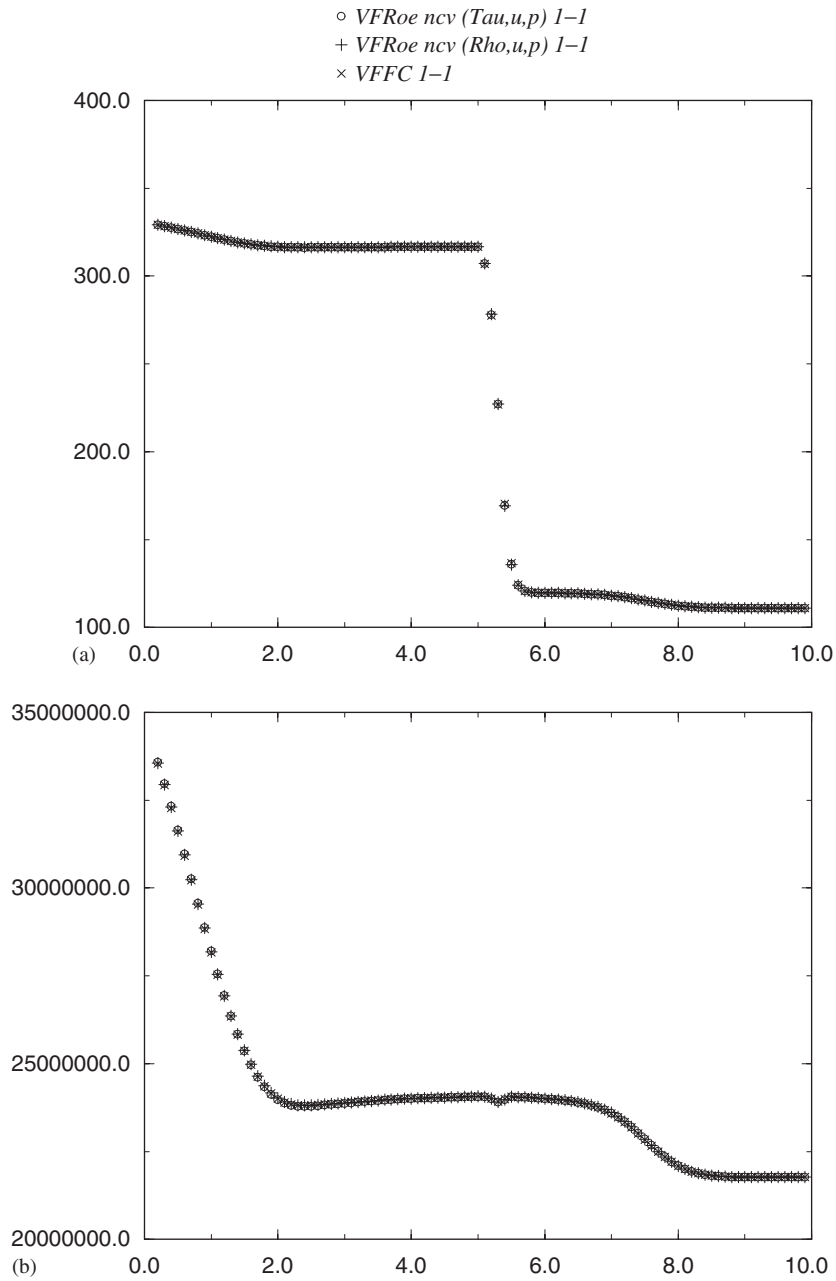 VFRoe ncv (Tau,u,p) 1–1
VFRoe ncv (Rho,u,p) 1–1
VFFC 1–1
400.0
300.0
200.0
100.0
(a)
0.0 2.0 4.0 6.0 8.0 10.0
35000000.0
30000000.0
25000000.0
20000000.0
(b)
0.0 2.0 4.0 6.0 8.0 10.0